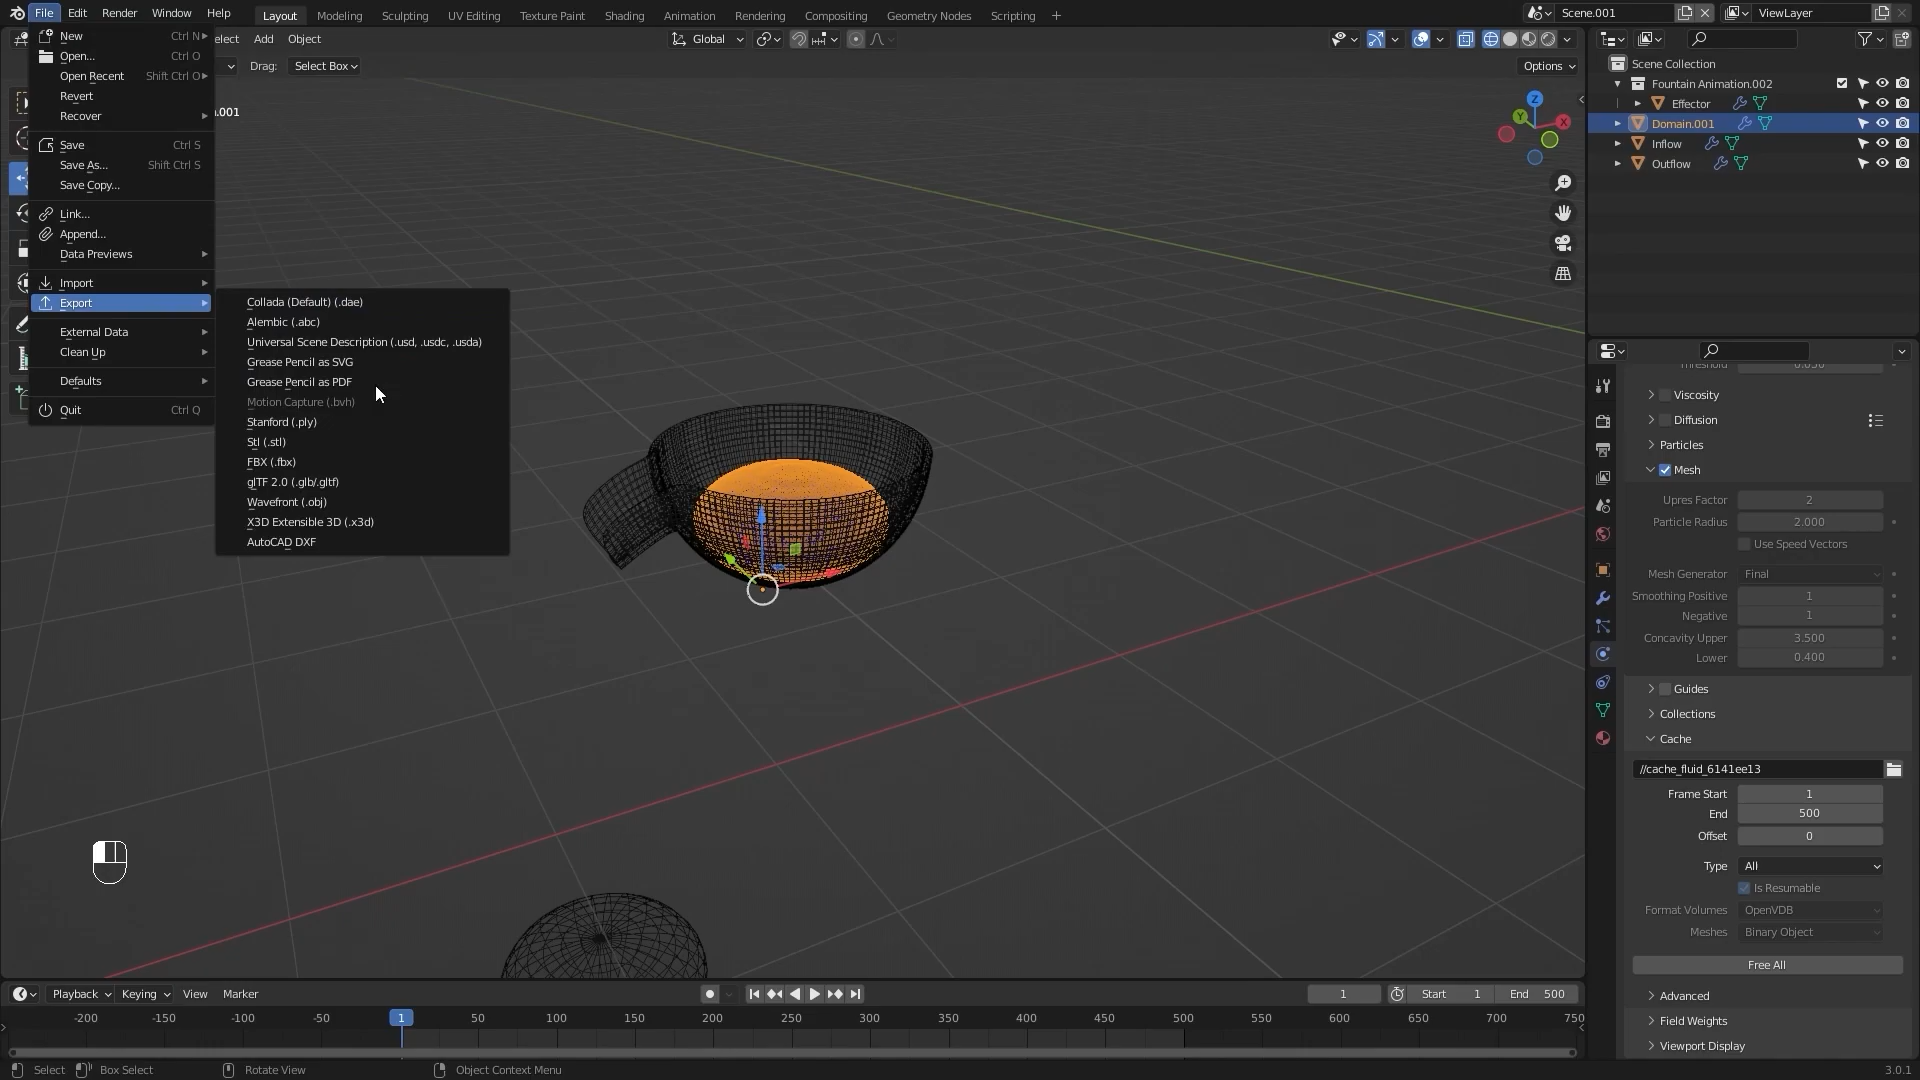 File Edit Render Window Help Layout Modeling Sculpting UV Editing Texture Paint Shading Animation Rendering Compositing Geometry Nodes Scripting + Scene.001 ViewLayer
elect Add Object Global
Drag: Select Box Options
.001
New Ctrl N
Open... Ctrl O
Open Recent Shift Ctrl O
Revert
Recover
Save Ctrl S
Save As... Shift Ctrl S
Save Copy...
Link...
Append...
Data Previews
Import
Export
External Data
Clean Up
Defaults
Quit Ctrl Q
Collada (Default) (.dae)
Alembic (.abc)
Universal Scene Description (.usd, .usdc, .usda)
Grease Pencil as SVG
Grease Pencil as PDF
Motion Capture (.bvh)
Stanford (.ply)
Stl (.stl)
FBX (.fbx)
glTF 2.0 (.glb/.gltf)
Wavefront (.obj)
X3D Extensible 3D (.x3d)
AutoCAD DXF
Z
Y
X
Scene Collection
Fountain Animation.002
Effector
Domain.001
Inflow
Outflow
Viscosity
Diffusion
Particles
Mesh
Upres Factor 2
Particle Radius 2.000
Use Speed Vectors
Mesh Generator Final
Smoothing Positive 1
Negative 1
Concavity Upper 3.500
Lower 0.400
Guides
Collections
Cache
//cache_fluid_6141ee13
Frame Start 1
End 500
Offset 0
Type All
Is Resumable
Format Volumes OpenVDB
Meshes Binary Object
Free All
Advanced
Field Weights
Viewport Display
Playback Keying View Marker 1 Start 1 End 500
-200 -150 -100 -50 1 50 100 150 200 250 300 350 400 450 500 550 600 650 700 750
Select Box Select Rotate View Object Context Menu 3.0.1